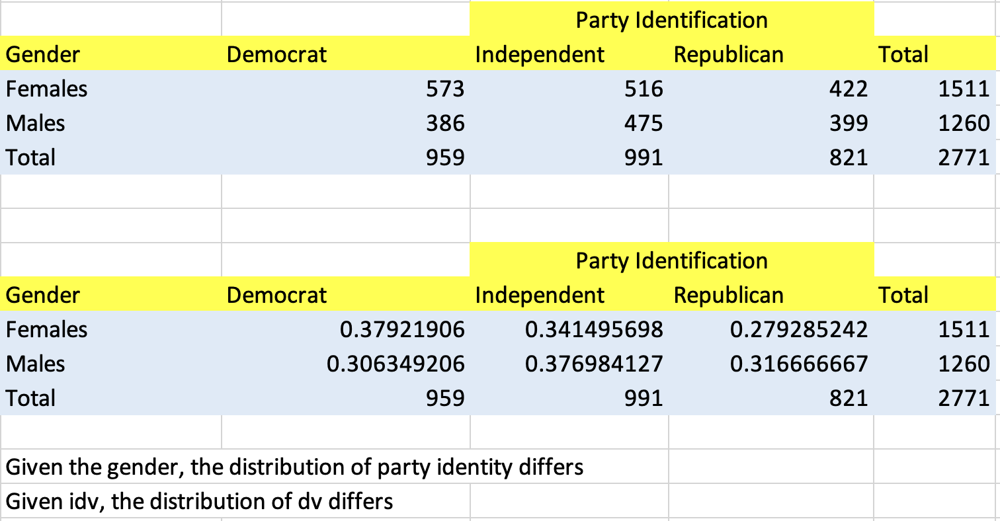 Party Identification
Gender Democrat Independent Republican Total
Females 573 516 422 1511
Males 386 475 399 1260
Total 959 991 821 2771
Party Identification
Gender Democrat Independent Republican Total
Females 0.37921906 0.341495698 0.279285242 1511
Males 0.306349206 0.376984127 0.316666667 1260
Total 959 991 821 2771
Given the gender, the distribution of party identity differs
Given idv, the distribution of dv differs